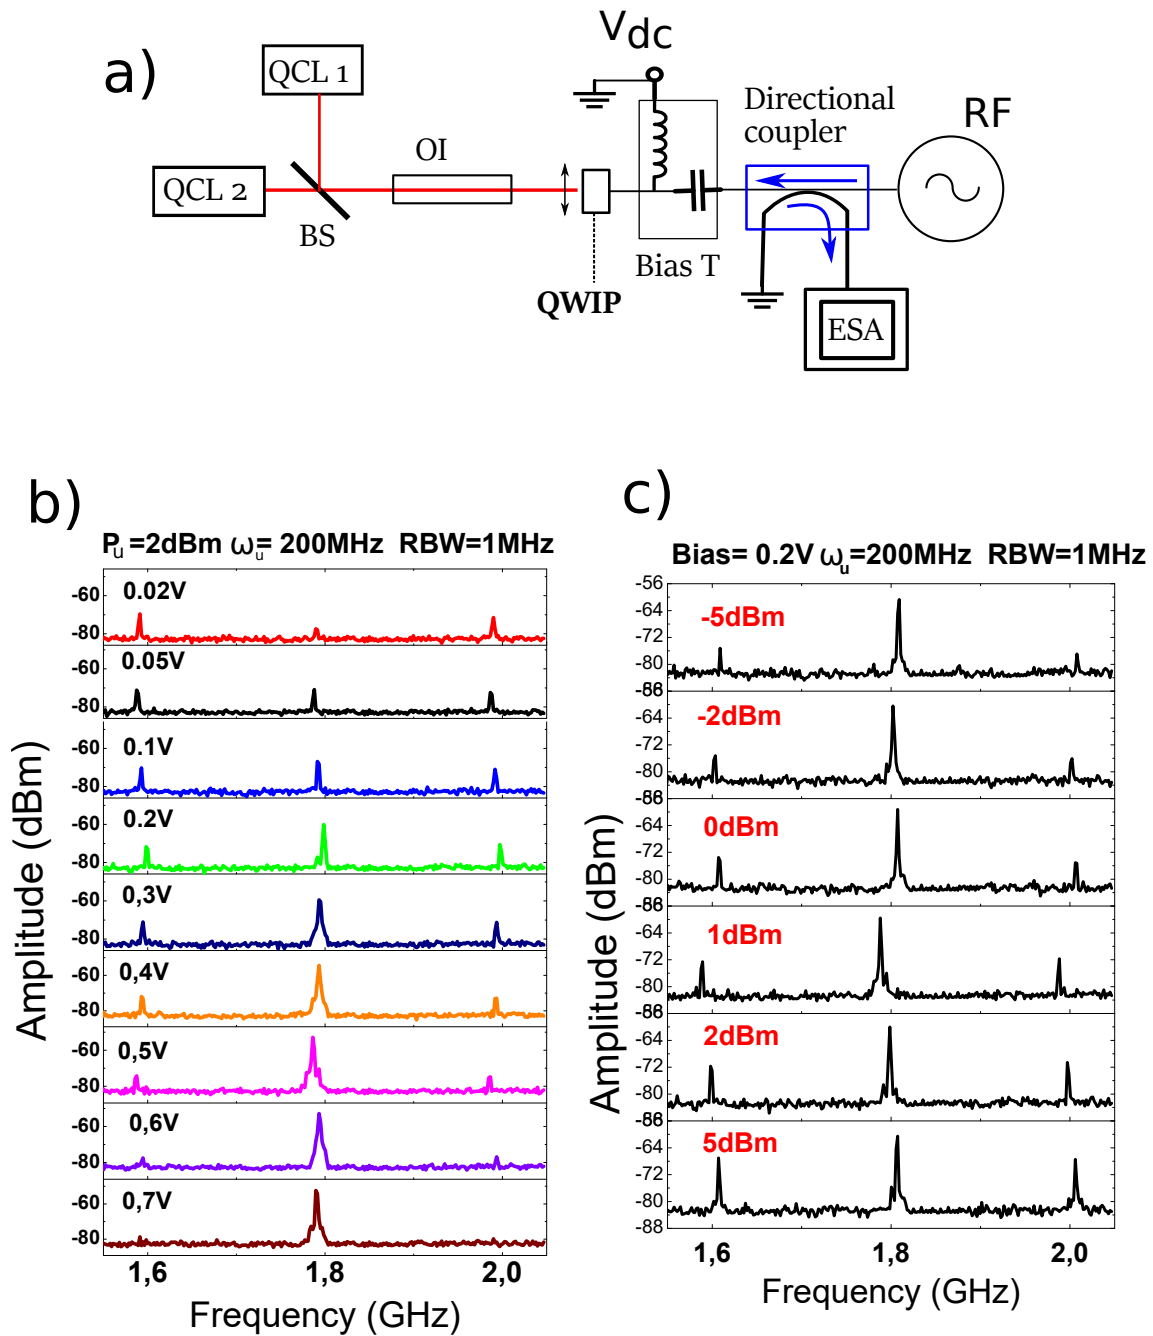 a)
QCL 1
QCL 2
BS
OI
QWIP
Vdc
Bias T
Directional
coupler
RF
ESA
b)
Pu=2dBm ωu= 200MHz RBW=1MHz
Amplitude (dBm)
0.02V
-60
-80
0.05V
-60
-80
0.1V
-60
-80
0.2V
-60
-80
0,3V
-60
-80
0,4V
-60
-80
0,5V
-60
-80
0,6V
-60
-80
0,7V
-60
-80
1,6 1,8 2,0
Frequency (GHz)
c)
Bias= 0.2V ωu=200MHz RBW=1MHz
Amplitude (dBm)
-5dBm
-56
-64
-72
-80
-88
-2dBm
-64
-72
-80
-88
0dBm
-64
-72
-80
-88
1dBm
-64
-72
-80
-88
2dBm
-64
-72
-80
-88
5dBm
-64
-72
-80
-88
1,6 1,8 2,0
Frequency (GHz)